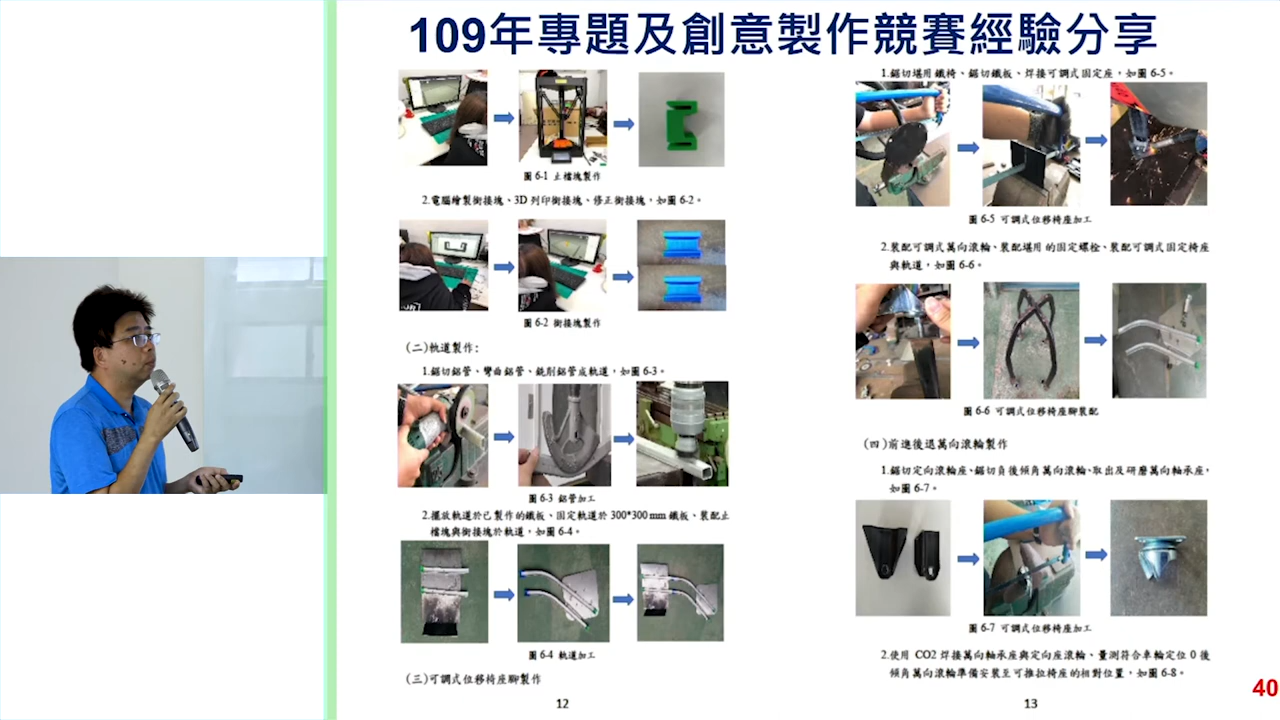 109年專題及創意製作競賽經驗分享
圖 6-1 止檔塊製作
2.電腦繪製銜接塊、3D 列印銜接塊、修正銜接塊，如圖 6-2。
圖 6-2 銜接塊製作
(二)軌道製作：
1.鋸切鋁管、彎曲鋁管、銑削鋁管成軌道，如圖 6-3。
圖 6-3 鋁管加工
2.擺放軌道於已製作的鐵板、固定軌道於 300*300 mm 鐵板、裝配止
檔塊與銜接塊於軌道，如圖 6-4。
圖 6-4 軌道加工
(三)可調式位移椅座腳製作
12
1.鋸切堪用鐵椅、鋸切鐵板、焊接可調式固定座，如圖 6-5。
圖 6-5 可調式位移椅座加工
2.裝配可調式萬向滾輪、裝配堪用 的固定螺栓、裝配可調式固定椅座
與軌道，如圖 6-6。
圖 6-6 可調式位移椅座腳裝配
(四)前進後退萬向滾輪製作
1.鋸切定向滾輪座、鋸切負後傾角萬向滾輪、取出及研磨萬向軸承座，
如圖 6-7。
圖 6-7 可調式位移椅座加工
2.使用 CO2 焊接萬向軸承座與定向座滾輪、量測符合車輪定位 0 後
傾角萬向滾輪準備安裝至可推拉椅座的相對位置，如圖 6-8。
13
40